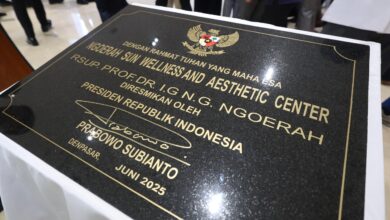 DENGAN RAHMAT TUHAN YANG MAHA ESA
NGOERAH SUN WELLNESS AND AESTHETIC CENTER
RSUP PROF. DR. I.G.N.G. NGOERAH
DIRESMIKAN OLEH
PRESIDEN REPUBLIK INDONESIA
PRABOWO SUBIANTO
DENPASAR,
JUNI 2025